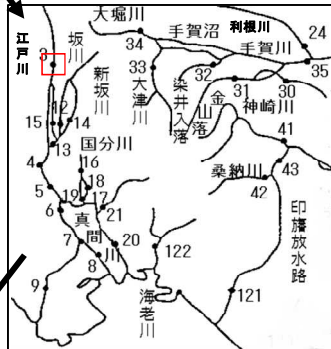 大堀川
手賀沼
利根川
江戸川
3
坂川
34
手賀川
24
新坂川
33
32
35
大津川
染井入落
金山落
31
30
神崎川
12
15
14
国分川
13
16
41
4
桑納川
43
5
18
42
19
17
6
21
印旛放水路
真間川
7
20
122
8
9
海老川
121